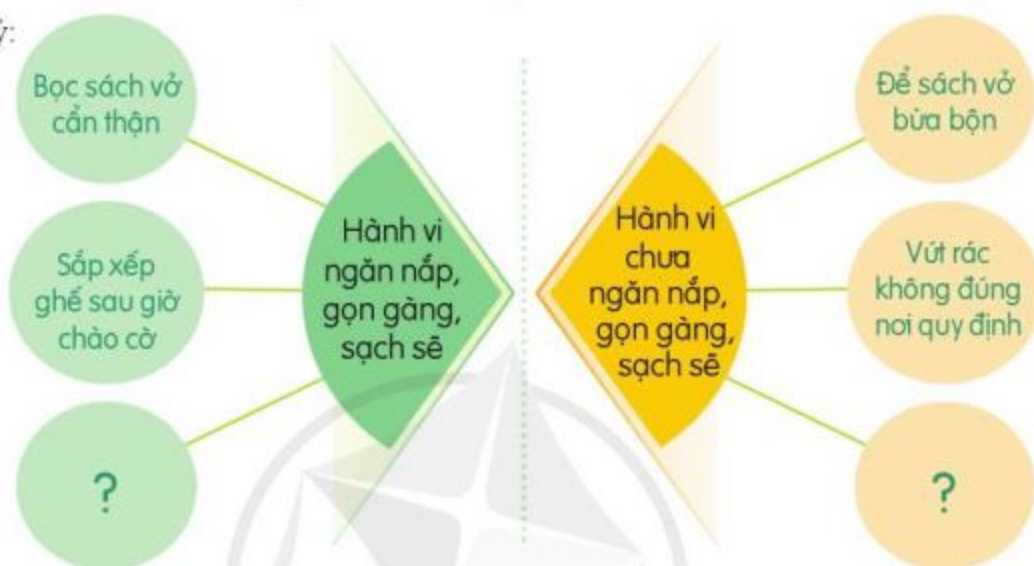 ý:
Bọc sách vở
cẩn thận
Sắp xếp
ghế sau giờ
chào cờ
?
Hành vi
ngăn nắp,
gọn gàng,
sạch sẽ
Hành vi
chưa
ngăn nắp,
gọn gàng,
sạch sẽ
Để sách vở
bừa bộn
Vứt rác
không đúng
nơi quy định
?